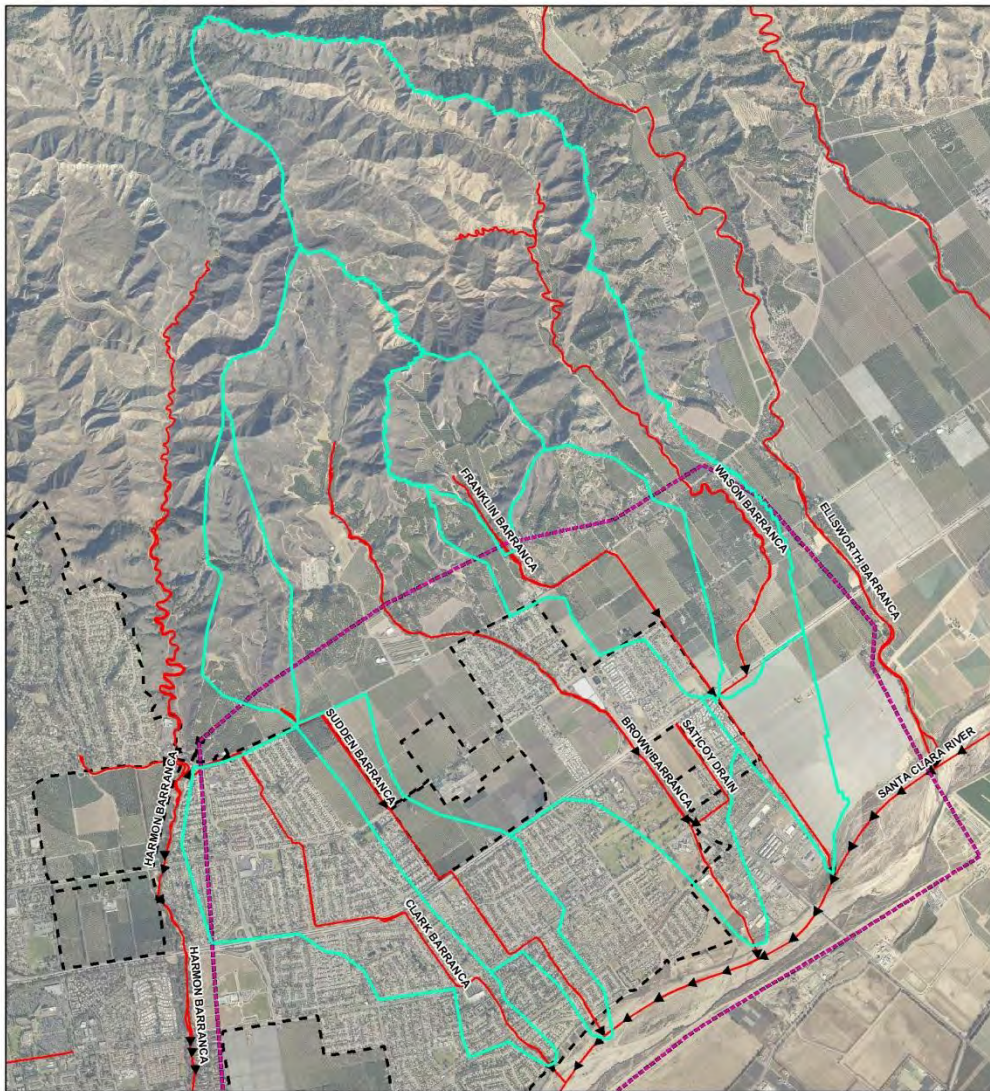 FRANKLIN BARRANCA
WASON BARRANCA
ELLSWORTH BARRANCA
SUDDEN BARRANCA
BROWN BARRANCA
SATICOY DRAIN
SANTA CLARA RIVER
HARMON BARRANCA
CLARK BARRANCA
HARMON BARRANCA